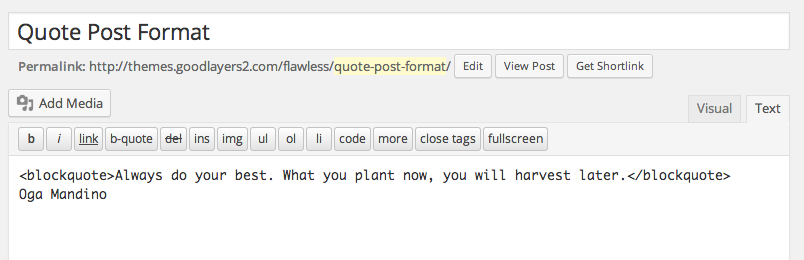 Quote Post Format
Permalink: http://themes.goodlayers2.com/flawless/quote-post-format/ Edit View Post Get Shortlink
Add Media Visual Text
b i link b-quote del ins img ul ol li code more close tags fullscreen
<blockquote>Always do your best. What you plant now, you will harvest later.</blockquote>
Oga Mandino